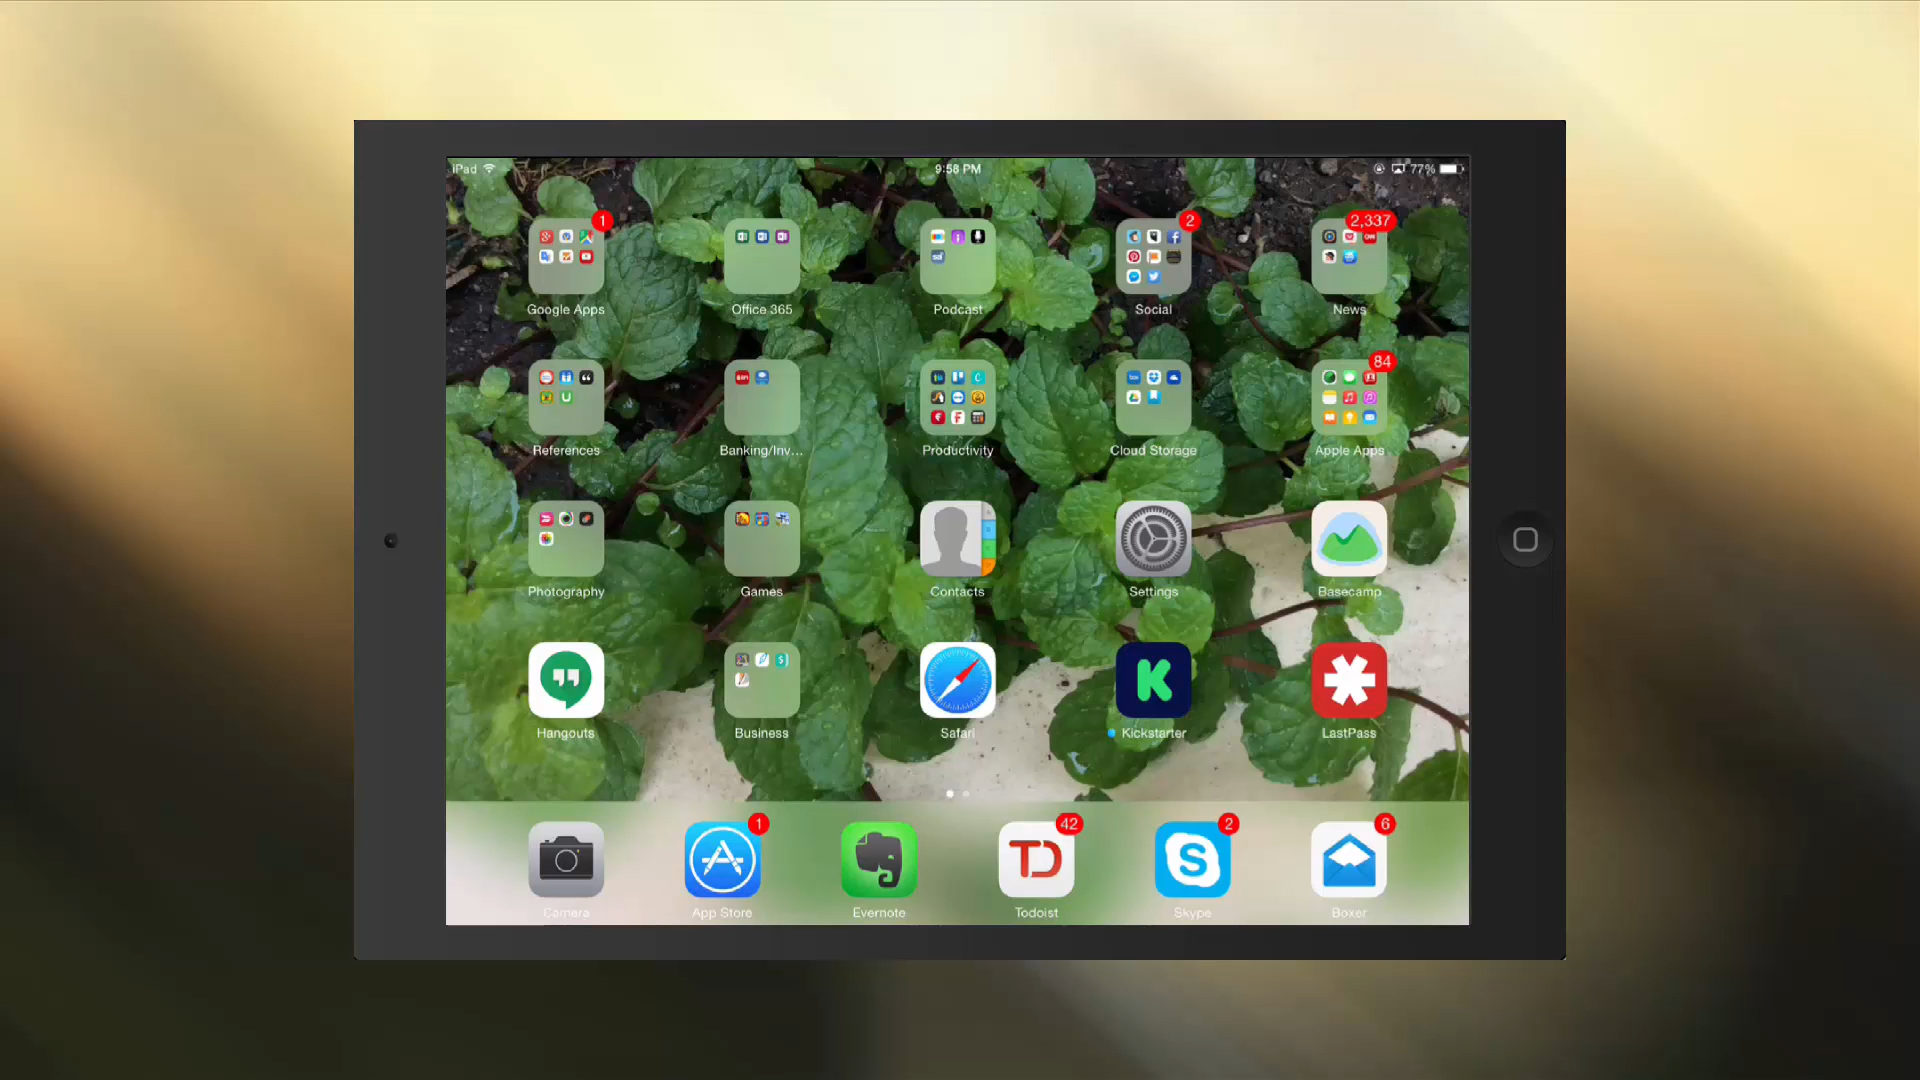 iPad 9:58 PM 77%
1 2 2,337
Google Apps Office 365 Podcast Social News
84
References Banking/Inv... Productivity Cloud Storage Apple Apps
Photography Games Contacts Settings Basecamp
K
Hangouts Business Safari Kickstarter LastPass
1 42 2 6
TD S
Camera App Store Evernote Todoist Skype Boxer